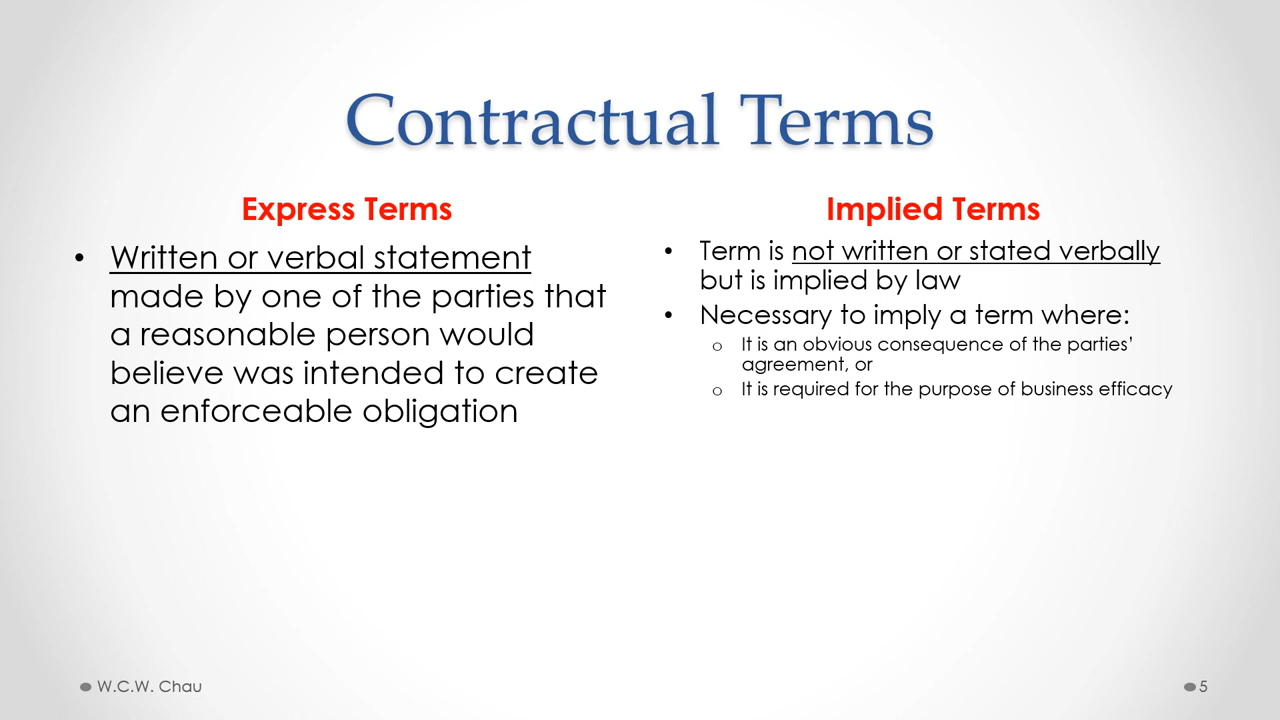 Contractual Terms
Express Terms
• Written or verbal statement
made by one of the parties that
a reasonable person would
believe was intended to create
an enforceable obligation
Implied Terms
• Term is not written or stated verbally
but is implied by law
• Necessary to imply a term where:
o It is an obvious consequence of the parties’
agreement, or
o It is required for the purpose of business efficacy
W.C.W. Chau
5